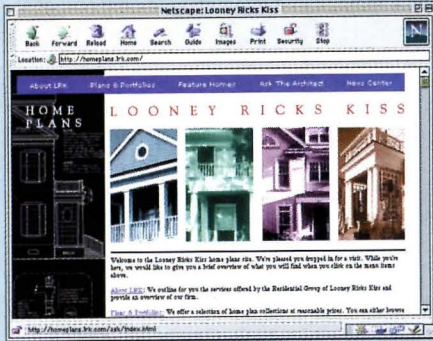 Netscape: Looney Ricks Kiss
Back Forward Reload Home Search Guide Images Print Security Stop
N
Location: http://homeplans.lrk.com/
About LRK Plans & Portfolios Feature Homes Ask The Architect News Center
HOME
PLANS
LOONEY RICKS KISS
Welcome to the Looney Ricks Kiss home plans site. We're pleased you dropped in for a visit. While you're
here, we would like to give you a brief overview of what you will find when you click on the menu items
above.
About LRK: We outline for you the services offered by the Residential Group of Looney Ricks Kiss and
provide an overview of our firm.
Plans & Portfolios: We offer a selection of home plan collections at reasonable prices. You can either browse
http://homeplans.lrk.com/ask/index.html